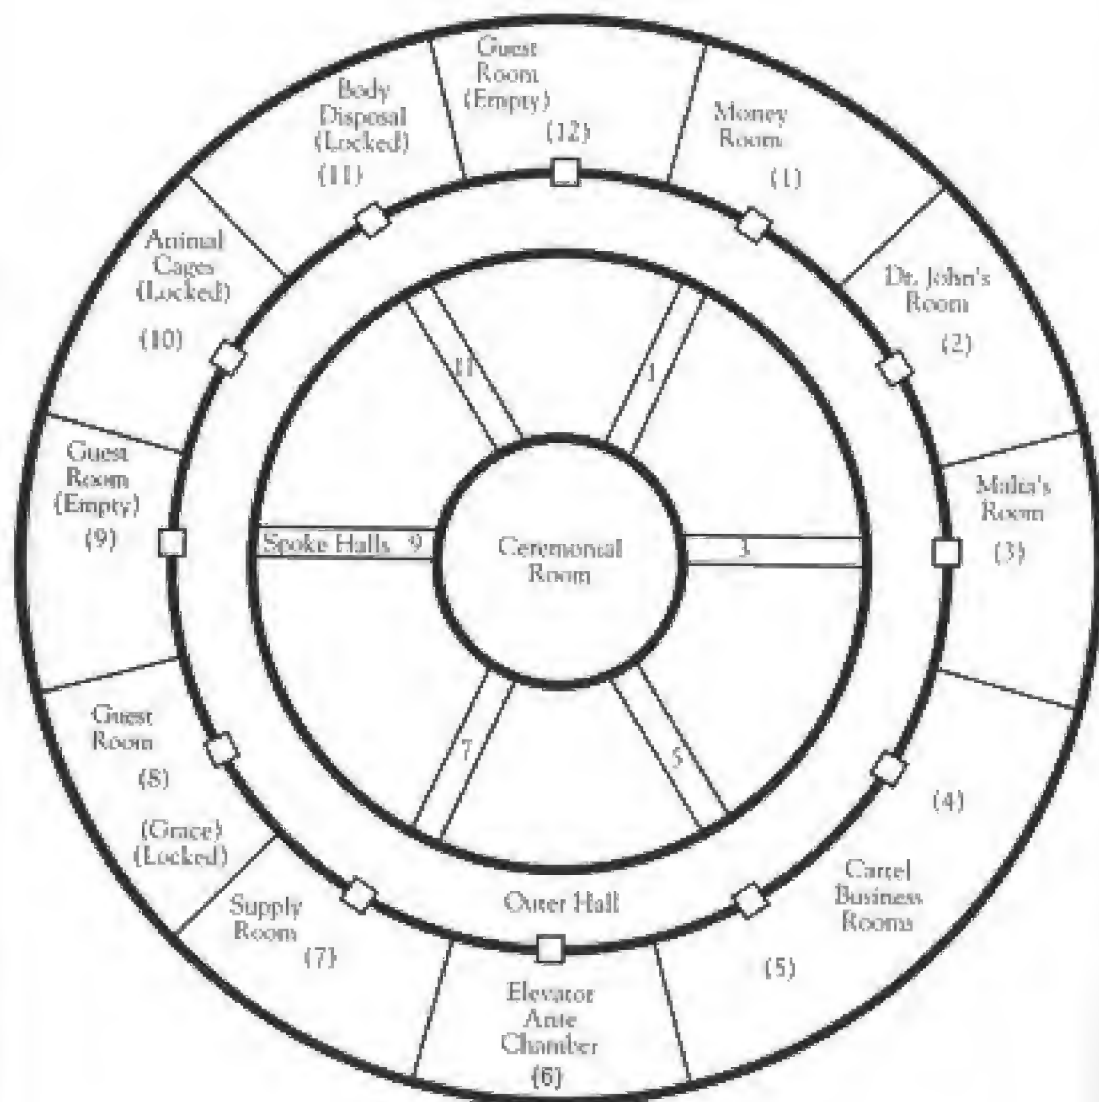 Guest
Room
(Empty)
(12)
Money
Room
(1)
Dr. John's
Room
(2)
Malia's
Room
(3)
(4)
Cartel
Business
Rooms
(5)
Elevator
Ante
Chamber
(6)
Supply
Room
(7)
Guest
Room
(8)
(Grace)
(Locked)
Guest
Room
(Empty)
(9)
Animal
Cages
(Locked)
(10)
Body
Disposal
(Locked)
(11)
11
1
Spoke Halls 9
3
7
5
Ceremonial
Room
Outer Hall